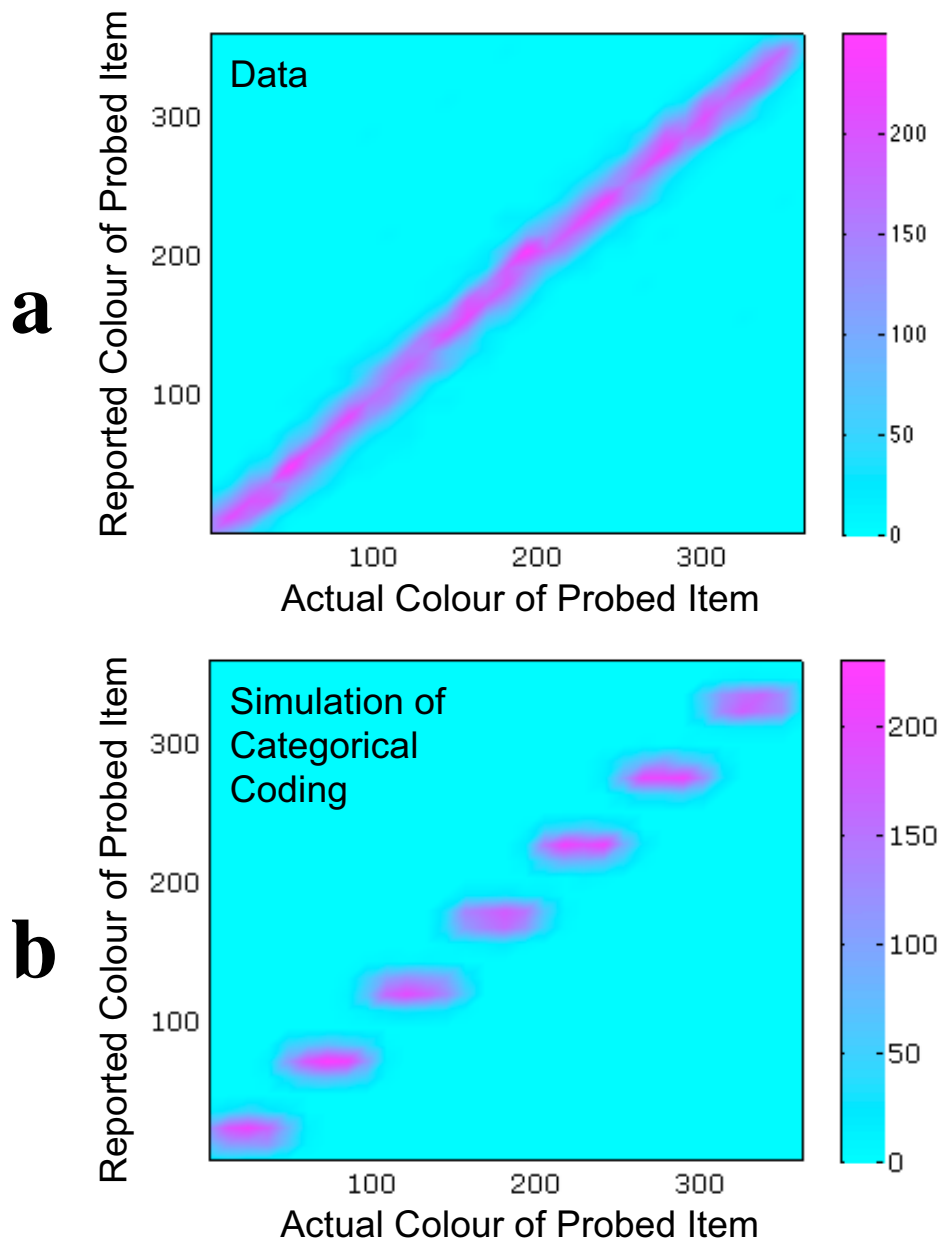 a
Reported Colour of Probed Item
Data
300
200
100
100 200 300
Actual Colour of Probed Item
200
150
100
50
0
b
Reported Colour of Probed Item
Simulation of
Categorical
Coding
300
200
100
100 200 300
Actual Colour of Probed Item
200
150
100
50
0